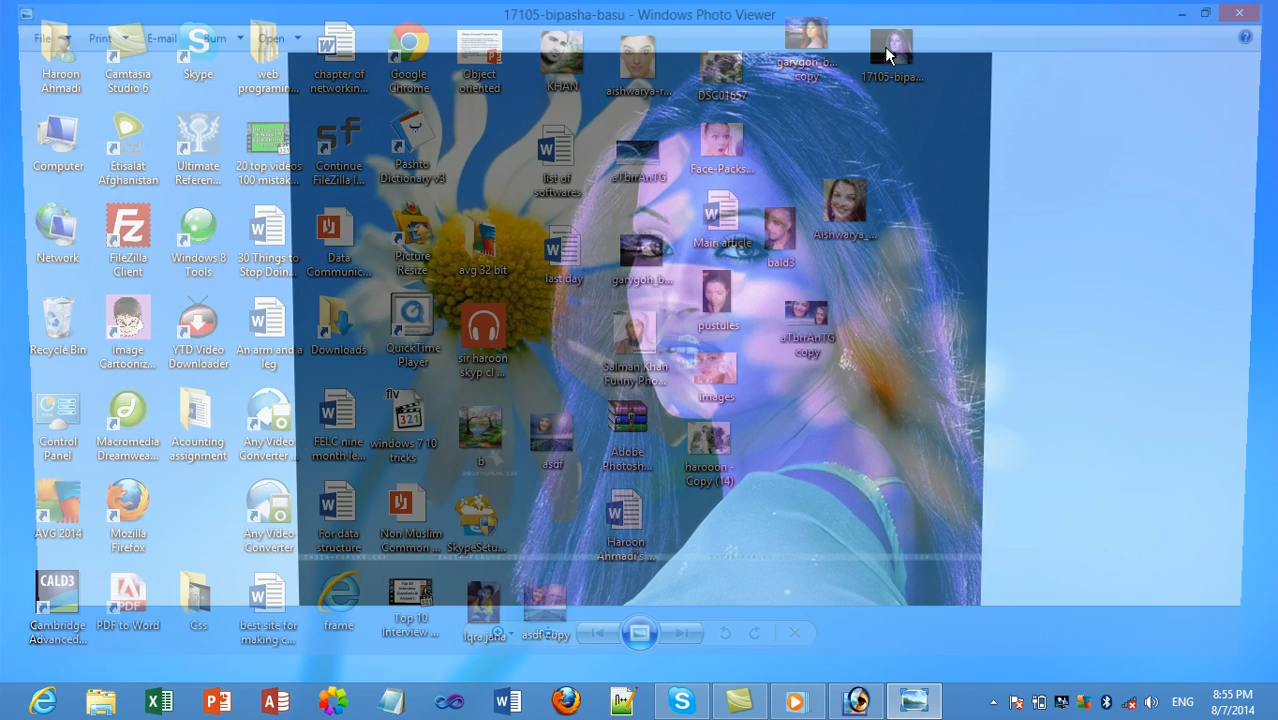 17105-bipasha-basu - Windows Photo Viewer
File
Print
E-mail
Burn
Open
Haroon
Ahmadi
Camtasia
Studio 6
Skype
web
programin...
chapter of
networkin...
Google
Chrome
Object
oriented
KHAN
aishwarya-r...
DSC01657
garygoh_b...
copy
17105-bipa...
Computer
Etisalat
Afghanistan
Ultimate
Referen...
20 top videos
100 mistak...
Continue
FileZilla I...
Pashto
Dictionary v3
list of
softwares
aTbrrAnTG
Face-Packs...
Network
FileZilla
Client
Windows 8
Tools
30 Things to
Stop Doin...
Data
Communic...
Picture
Resize
avg 32 bit
last day
garygoh_b...
Main article
bald3
Aishwarya_...
Recycle Bin
Image
Cartooniz...
YTD Video
Downloader
An arm and a
leg
Downloads
QuickTime
Player
sir haroon
skyp cl ...
Salman Khan
Funny Pho...
pustules
aTbrrAnTG
copy
images
Control
Panel
Macromedia
Dreamwea...
Acounting
assignment
Any Video
Converter ...
FELC nine
month le...
.flv
321
windows 7 10
tricks
b
asdf
Adobe
Photosh...
harooon -
Copy (14)
AVG 2014
Mozilla
Firefox
Any Video
Converter
For data
structure
Non Muslim
Common ...
SkypeSetu...
Haroon
Ahmadi's ...
CALD3
Cambridge
Advanced...
PDF to Word
Css
best site for
making c...
frame
Top 10
Interview ...
Iqra jana
asdf copy
ENG
8:55 PM
8/7/2014